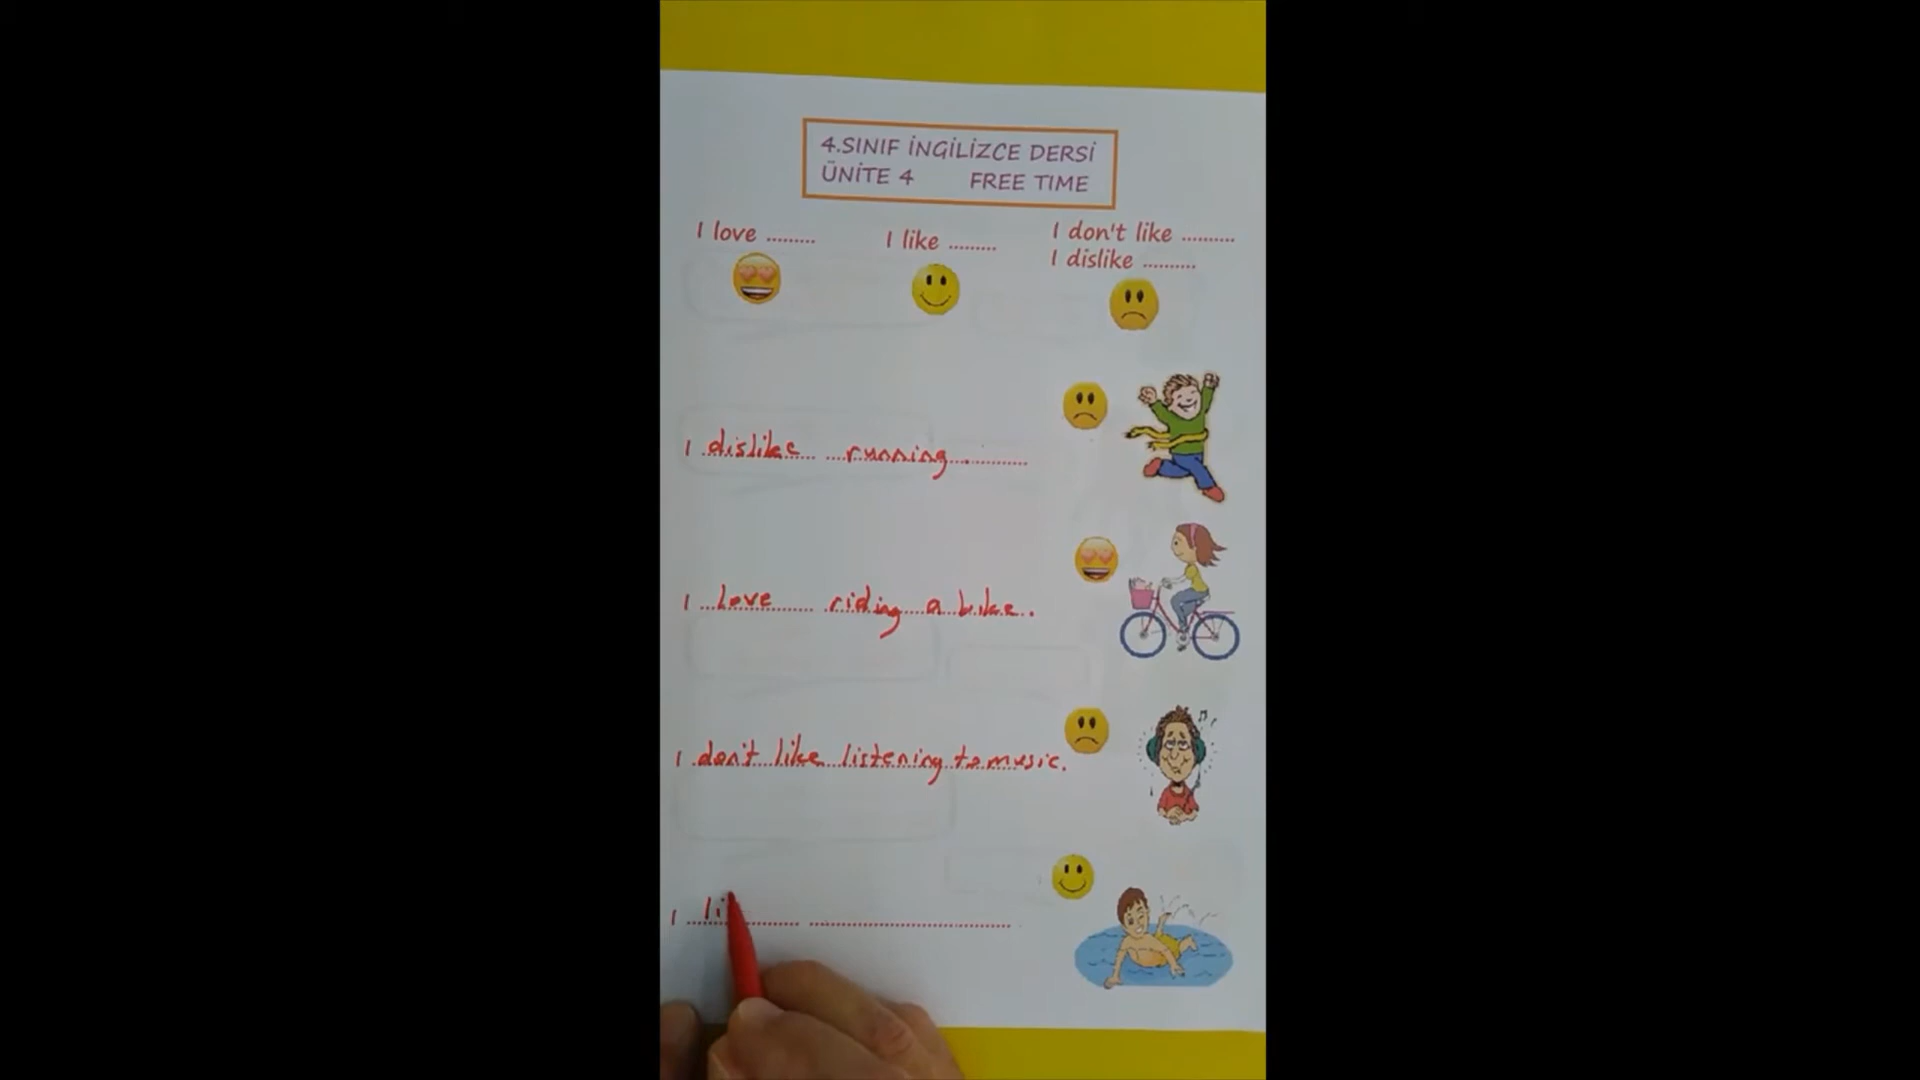 4.SINIF İNGİLİZCE DERSİ
ÜNİTE 4 FREE TIME
I love .........
I like .........
I don't like ..........
I dislike ..........
I dislike running.
I love riding a bike.
I don't like listening to music.
I li